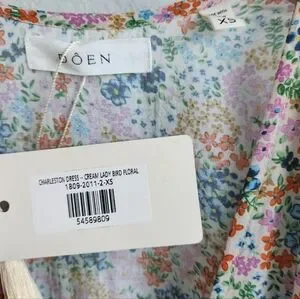 DÔEN
XS
CHARLESTON DRESS - CREAM LADY BIRD FLORAL
1809-2011-2-XS
54589809